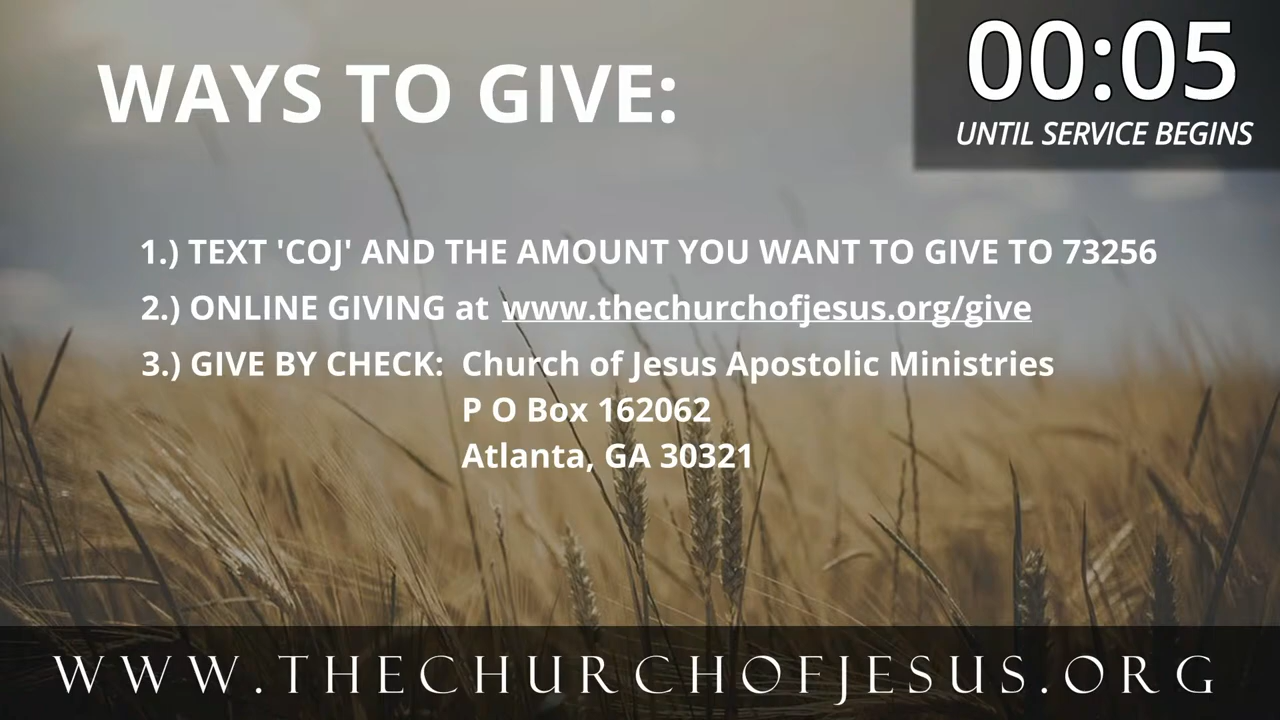 WAYS TO GIVE:
00:05
UNTIL SERVICE BEGINS
1.) TEXT 'COJ' AND THE AMOUNT YOU WANT TO GIVE TO 73256
2.) ONLINE GIVING at www.thechurchofjesus.org/give
3.) GIVE BY CHECK: Church of Jesus Apostolic Ministries
P O Box 162062
Atlanta, GA 30321
WWW.THECHURCHOFJESUS.ORG